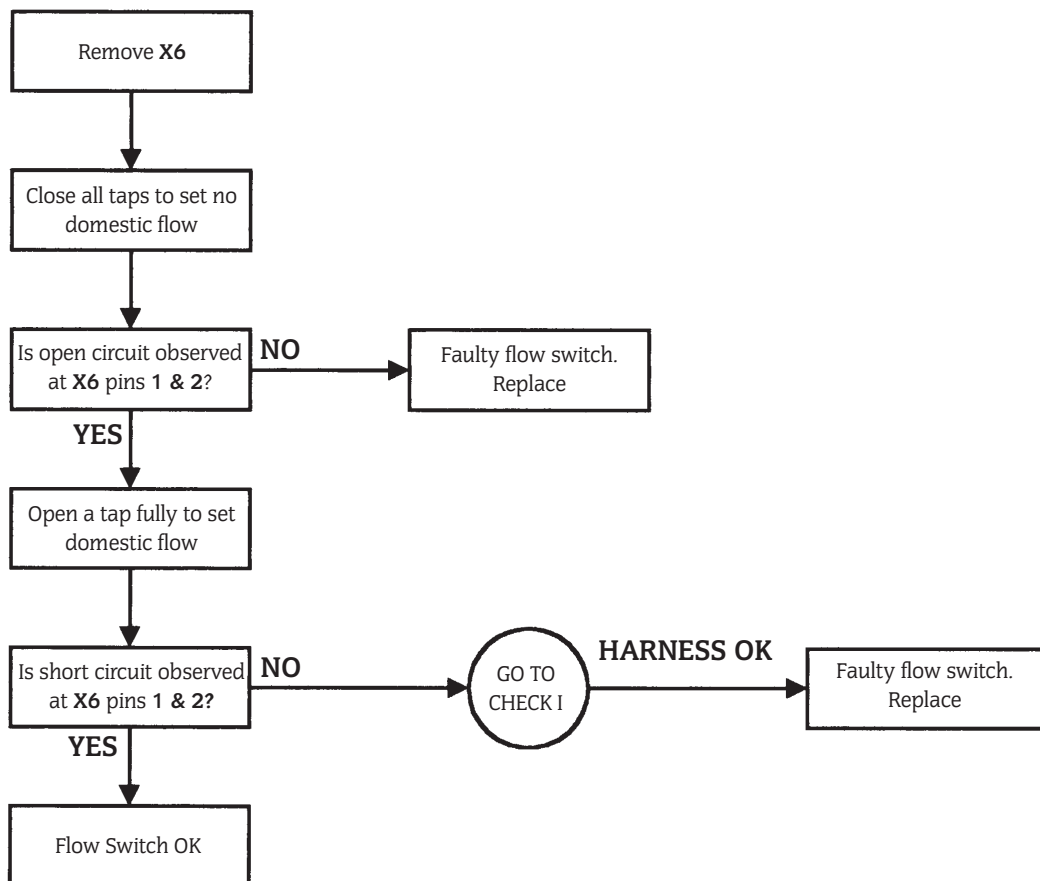 Remove X6
Close all taps to set no
domestic flow
Is open circuit observed
at X6 pins 1 & 2?
NO
Faulty flow switch.
Replace
YES
Open a tap fully to set
domestic flow
Is short circuit observed
at X6 pins 1 & 2?
NO
GO TO
CHECK I
HARNESS OK
Faulty flow switch.
Replace
YES
Flow Switch OK